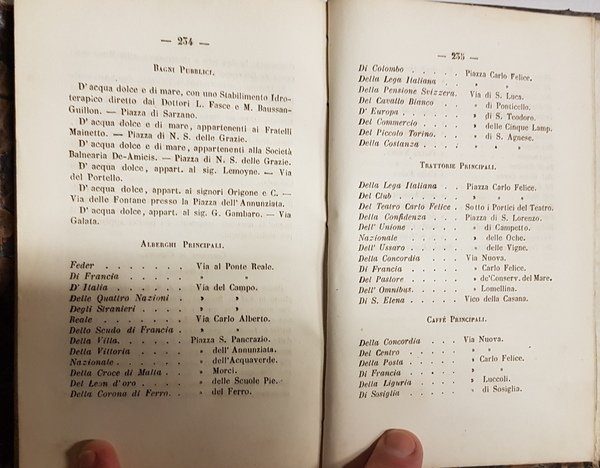 — 234 —
BAGNI PUBBLICI.
D' acqua dolce e di mare, con uno Stabilimento Idro-
terapico diretto dai Dottori L. Fasce e M. Baussan-
Guillon. — Piazza di Sarzano.
D' acqua dolce e di mare, appartenenti ai Fratelli
Mainetto. — Piazza di N. S. delle Grazie.
D' acqua dolce e di mare, appartenenti alla Società
Balnearia De-Amicis. — Piazza di N. S. delle Grazie.
D' acqua dolce, appart. al sig. Lemoyne. — Via
del Portello.
D' acqua dolce, appart. ai signori Origone e C. —
Via delle Fontane presso la Piazza dell'Annunziata.
D' acqua dolce, appart. al sig. G. Gambaro. — Via
Galata.
ALBERGHI PRINCIPALI.
Feder . . . . . . . Via al Ponte Reale.
Di Francia . . . . . » »
D' Italia . . . . . . Via del Campo.
Delle Quattro Nazioni . » »
Degli Stranieri . . . . » »
Reale . . . . . . . Via Carlo Alberto.
Dello Scudo di Francia . » »
Della Villa. . . . . . Piazza S. Pancrazio.
Della Vittoria . . . . » dell'Annunziata.
Nazionale . . . . . . » dell'Acquaverde.
Della Croce di Malta . . » Morci.
Del Leon d'oro . . . . » delle Scuole Pie.
Della Corona di Ferro. . » del Ferro.
— 235 —
Di Colombo . . . . . Piazza Carlo Felice.
Della Lega Italiana . . » »
Della Pensione Svizzera. Via di S. Luca.
Del Cavallo Bianco . . » di Ponticello.
D' Europa . . . . . » di S. Teodoro.
Del Commercio . . . . » delle Cinque Lamp.
Del Piccolo Torino. . . » di S. Agnese.
Della Costanza . . . . » »
TRATTORIE PRINCIPALI.
Della Lega Italiana . . Piazza Carlo Felice.
Del Club . . . . . . » »
Del Teatro Carlo Felice . Sotto i Portici del Teatro.
Della Confidenza . . . Piazza di S. Lorenzo.
Dell' Unione . . . . . » di Campetto.
Nazionale . . . . . » delle Oche.
Dell' Ussaro . . . . » delle Vigne.
Della Concordia . . . Via Nuova.
Di Francia . . . . . » Carlo Felice.
Del Pastore . . . . . » de'Conserv. del Mare.
Dell' Omnibus . . . . » Lomellina.
Di S. Elena . . . . . Vico della Casana.
CAFFÈ PRINCIPALI.
Della Concordia . . . Via Nuova.
Del Centro . . . . . » »
Della Posta . . . . . » Carlo Felice.
Di Francia . . . . . » »
Della Liguria . . . . » Luccoli.
Di Sosiglia . . . . . » di Sosiglia.